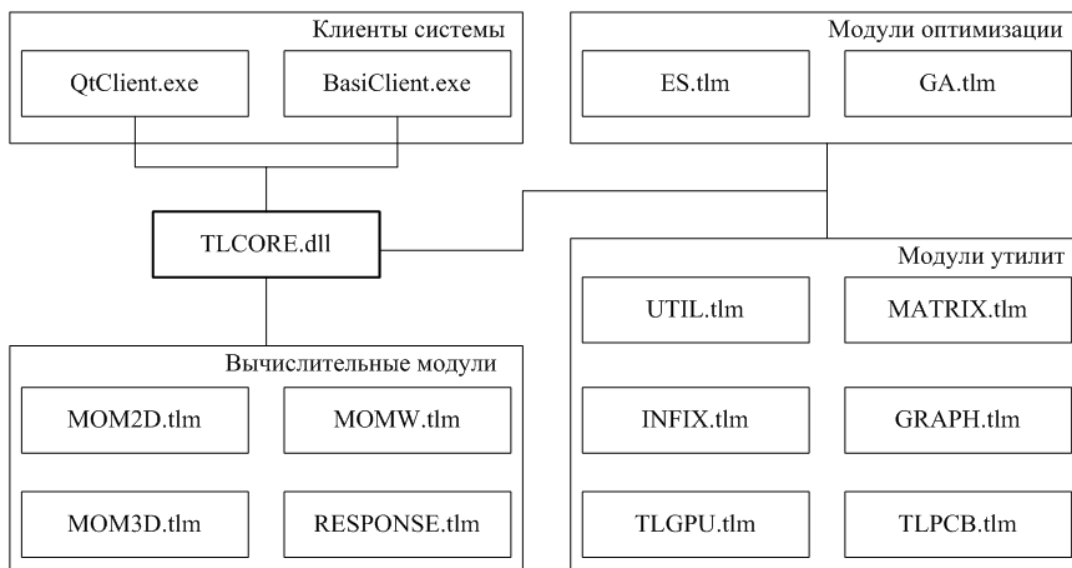 Клиенты системы
QtClient.exe
BasiClient.exe
Модули оптимизации
ES.tlm
GA.tlm
TLCORE.dll
Вычислительные модули
MOM2D.tlm
MOMW.tlm
MOM3D.tlm
RESPONSE.tlm
Модули утилит
UTIL.tlm
MATRIX.tlm
INFIX.tlm
GRAPH.tlm
TLGPU.tlm
TLPCB.tlm